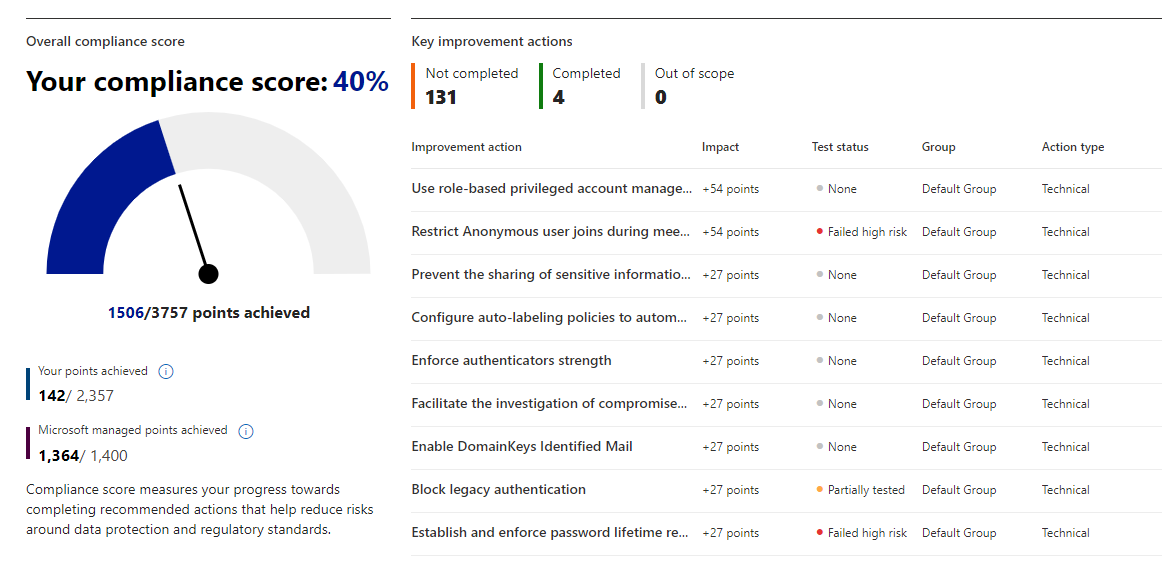 Overall compliance score
Your compliance score: 40%
1506/3757 points achieved
Your points achieved
142/ 2,357
Microsoft managed points achieved
1,364/ 1,400
Compliance score measures your progress towards
completing recommended actions that help reduce risks
around data protection and regulatory standards.
Key improvement actions
Not completed Completed Out of scope
131 4 0
Improvement action Impact Test status Group Action type
Use role-based privileged account manage... +54 points None Default Group Technical
Restrict Anonymous user joins during mee... +54 points Failed high risk Default Group Technical
Prevent the sharing of sensitive informatio... +27 points None Default Group Technical
Configure auto-labeling policies to autom... +27 points None Default Group Technical
Enforce authenticators strength +27 points None Default Group Technical
Facilitate the investigation of compromise... +27 points None Default Group Technical
Enable DomainKeys Identified Mail +27 points None Default Group Technical
Block legacy authentication +27 points Partially tested Default Group Technical
Establish and enforce password lifetime re... +27 points Failed high risk Default Group Technical